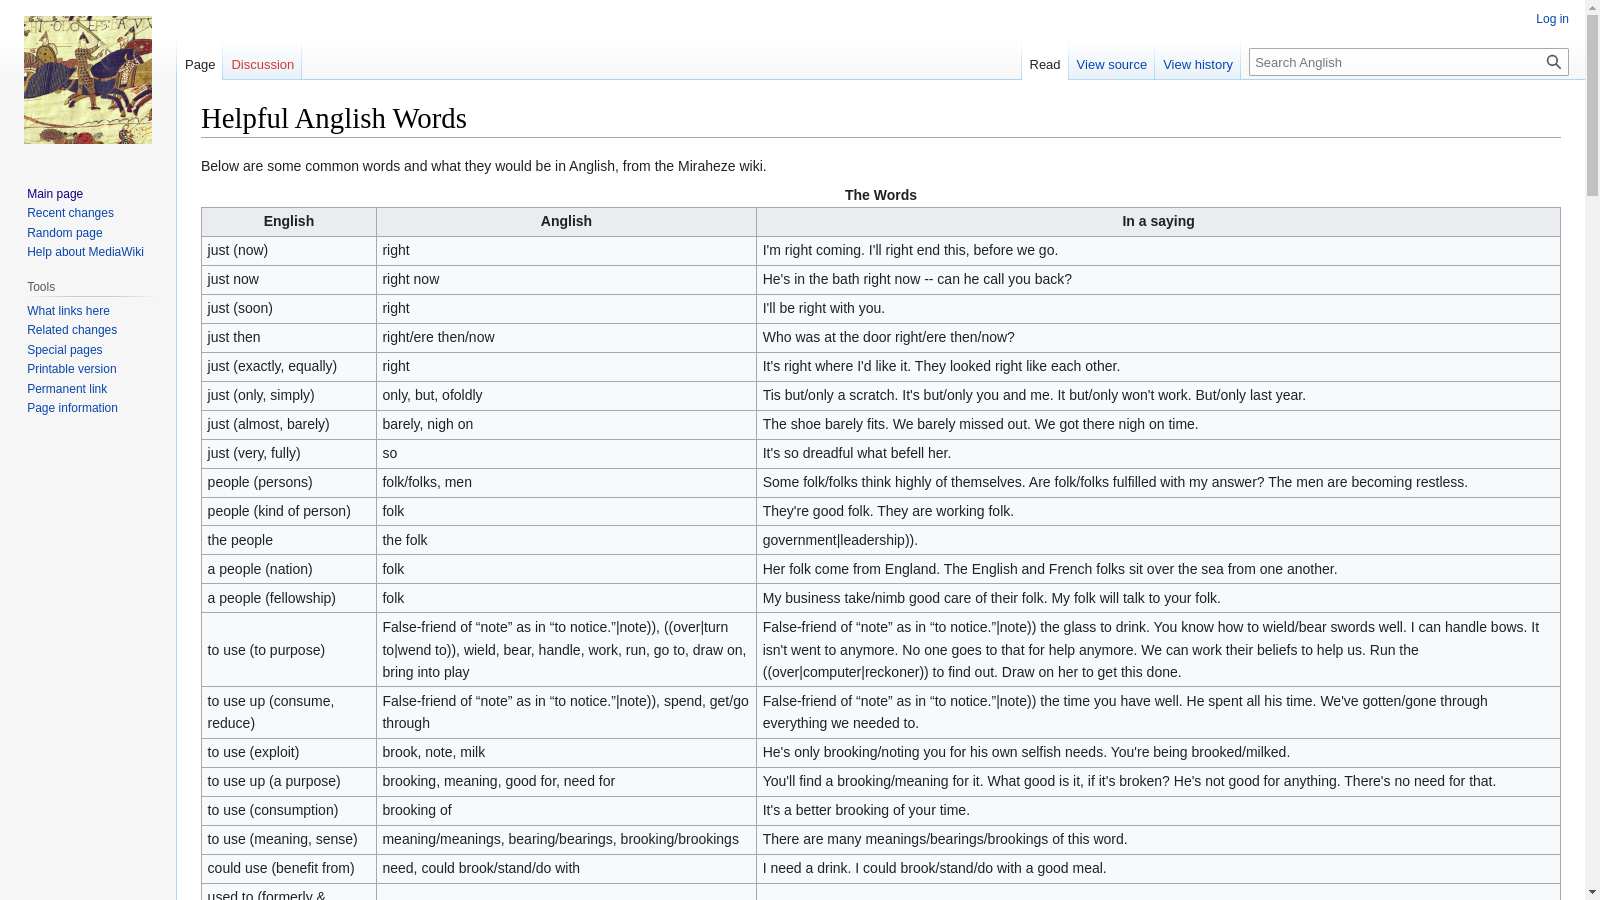 Log in
Page
Discussion
Read
View source
View history
Search Anglish
Main page
Recent changes
Random page
Help about MediaWiki
Tools
What links here
Related changes
Special pages
Printable version
Permanent link
Page information
Helpful Anglish Words
Below are some common words and what they would be in Anglish, from the Miraheze wiki.
The Words
English Anglish In a saying
just (now) right I'm right coming. I'll right end this, before we go.
just now right now He's in the bath right now -- can he call you back?
just (soon) right I'll be right with you.
just then right/ere then/now Who was at the door right/ere then/now?
just (exactly, equally) right It's right where I'd like it. They looked right like each other.
just (only, simply) only, but, ofoldly Tis but/only a scratch. It's but/only you and me. It but/only won't work. But/only last year.
just (almost, barely) barely, nigh on The shoe barely fits. We barely missed out. We got there nigh on time.
just (very, fully) so It's so dreadful what befell her.
people (persons) folk/folks, men Some folk/folks think highly of themselves. Are folk/folks fulfilled with my answer? The men are becoming restless.
people (kind of person) folk They're good folk. They are working folk.
the people the folk government|leadership)).
a people (nation) folk Her folk come from England. The English and French folks sit over the sea from one another.
a people (fellowship) folk My business take/nimb good care of their folk. My folk will talk to your folk.
to use (to purpose)
False-friend of “note” as in “to notice.”|note)), ((over|turn
to|wend to)), wield, bear, handle, work, run, go to, draw on,
bring into play
False-friend of “note” as in “to notice.”|note)) the glass to drink. You know how to wield/bear swords well. I can handle bows. It
isn't went to anymore. No one goes to that for help anymore. We can work their beliefs to help us. Run the
((over|computer|reckoner)) to find out. Draw on her to get this done.
to use up (consume,
reduce)
False-friend of “note” as in “to notice.”|note)), spend, get/go
through
False-friend of “note” as in “to notice.”|note)) the time you have well. He spent all his time. We've gotten/gone through
everything we needed to.
to use (exploit) brook, note, milk He's only brooking/noting you for his own selfish needs. You're being brooked/milked.
to use up (a purpose) brooking, meaning, good for, need for You'll find a brooking/meaning for it. What good is it, if it's broken? He's not good for anything. There's no need for that.
to use (consumption) brooking of It's a better brooking of your time.
to use (meaning, sense) meaning/meanings, bearing/bearings, brooking/brookings There are many meanings/bearings/brookings of this word.
could use (benefit from) need, could brook/stand/do with I need a drink. I could brook/stand/do with a good meal.
used to (formerly &